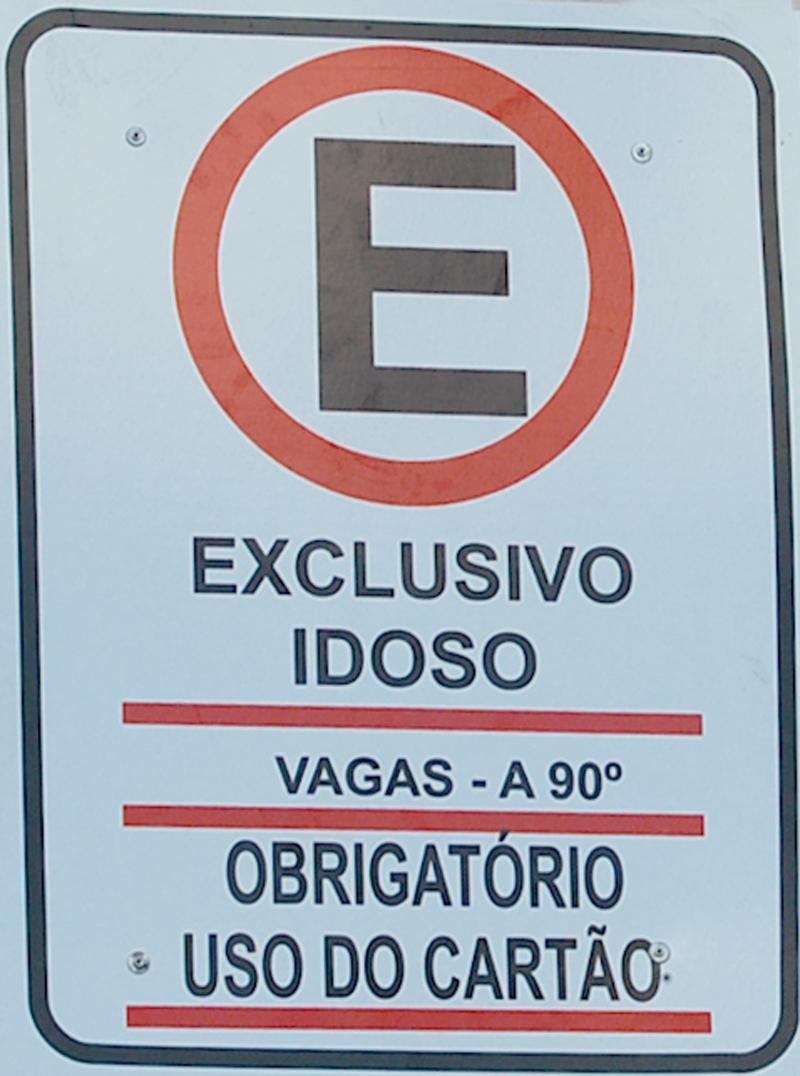 E
EXCLUSIVO
IDOSO
VAGAS - A 90º
OBRIGATÓRIO
USO DO CARTÃO